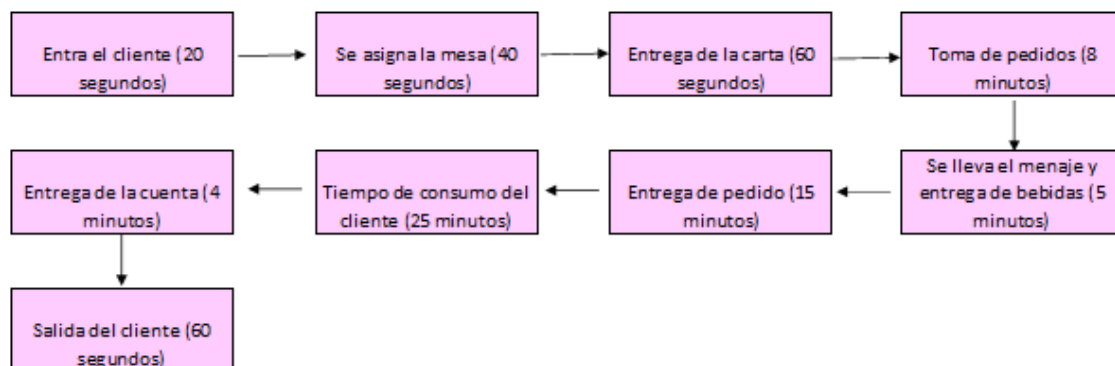 Entra el cliente (20
segundos)
Se asigna la mesa (40
segundos)
Entrega de la carta (60
segundos)
Toma de pedidos (8
minutos)
Se lleva el menaje y
entrega de bebidas (5
minutos)
Entrega de pedido (15
minutos)
Tiempo de consumo del
cliente (25 minutos)
Entrega de la cuenta (4
minutos)
Salida del cliente (60
segundos)